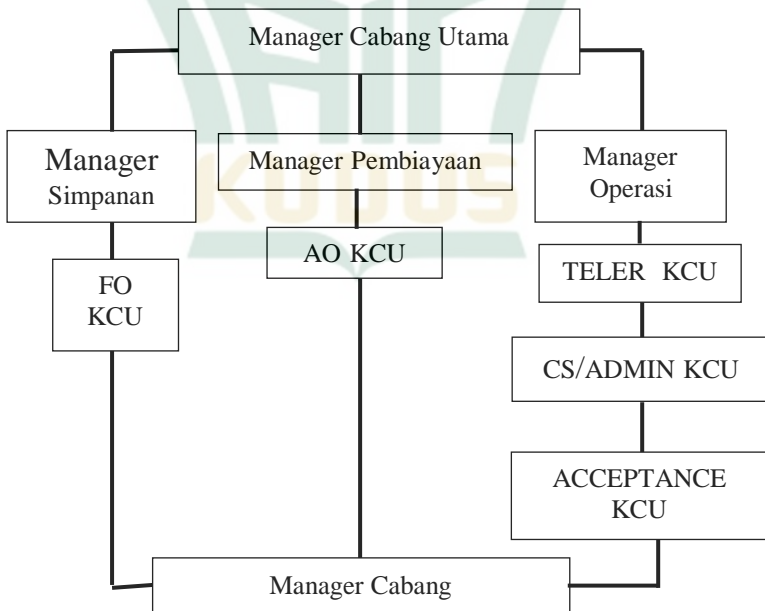 Manager Cabang Utama
Manager
Simpanan
Manager Pembiayaan
Manager
Operasi
FO
KCU
AO KCU
TELER KCU
CS/ADMIN KCU
ACCEPTANCE
KCU
Manager Cabang
KUDUS